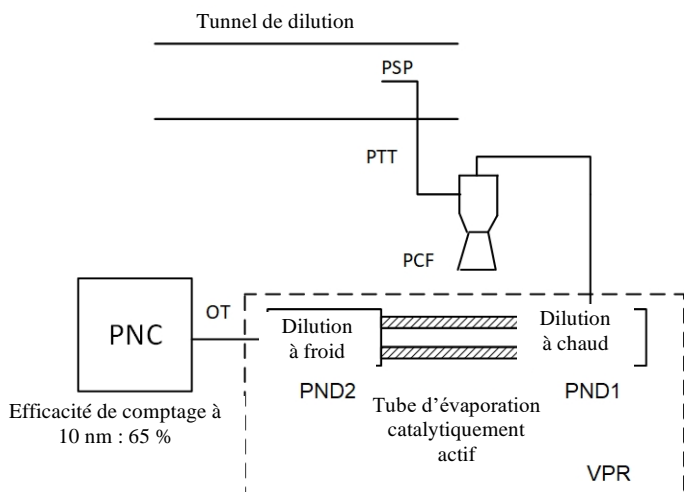 Tunnel de dilution
PSP
PTT
PCF
PNC
OT
Dilution
à froid
Dilution
à chaud
PND2
PND1
Efficacité de comptage à
10 nm : 65 %
Tube d’évaporation
catalytiquement
actif
VPR